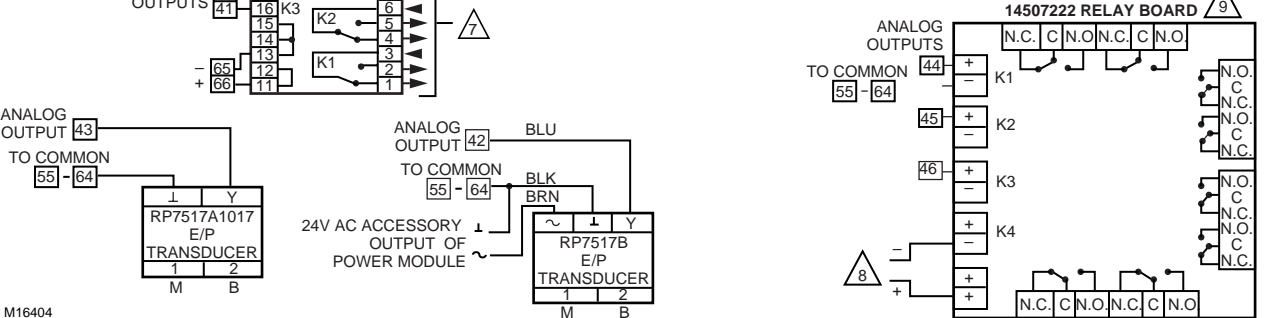 OUTPUTS 41 16 K3
15
14
13
12
11
− 65
+ 66
K2
K1
6
5
4
3
2
1
7
ANALOG
OUTPUT 43
TO COMMON
55 - 64
⊥ Y
RP7517A1017
E/P
TRANSDUCER
1 2
M B
M16404
ANALOG
OUTPUT 42 BLU
TO COMMON
55 - 64 BLK
BRN
24V AC ACCESSORY ⊥
OUTPUT OF
POWER MODULE ~
~ ⊥ Y
RP7517B
E/P
TRANSDUCER
1 2
M B
14507222 RELAY BOARD 9
ANALOG
OUTPUTS
44 + K1
−
TO COMMON
55 - 64
45 + K2
−
46 + K3
−
+ K4
−
8 −
+
+
+
N.C. C N.O. N.C. C N.O.
N.O.
C
N.C.
N.O.
C
N.C.
N.O.
C
N.C.
N.O.
C
N.C.
N.C. C N.O. N.C. C N.O